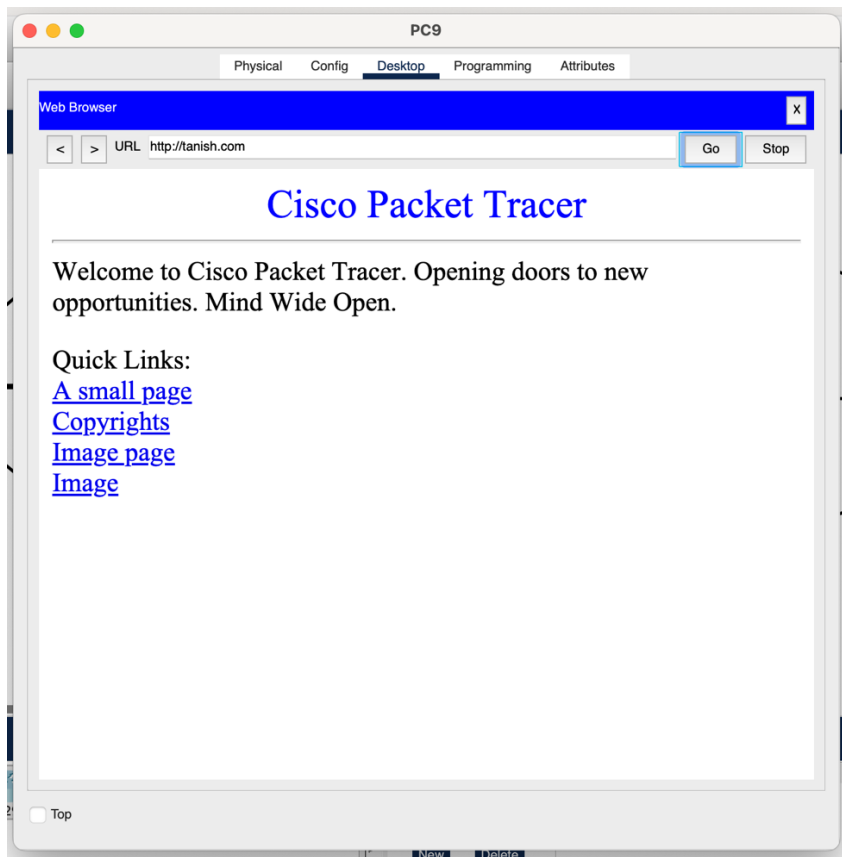 PC9
Physical Config Desktop Programming Attributes
Web Browser
X
< > URL http://tanish.com Go Stop
Cisco Packet Tracer
Welcome to Cisco Packet Tracer. Opening doors to new
opportunities. Mind Wide Open.
Quick Links:
A small page
Copyrights
Image page
Image
Top
New Delete